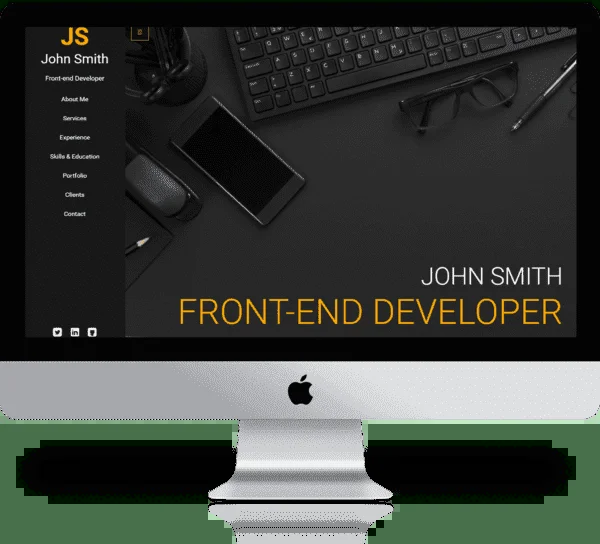 JS
John Smith
Front-end Developer
About Me
Services
Experience
Skills & Education
Portfolio
Clients
Contact
JOHN SMITH
FRONT-END DEVELOPER